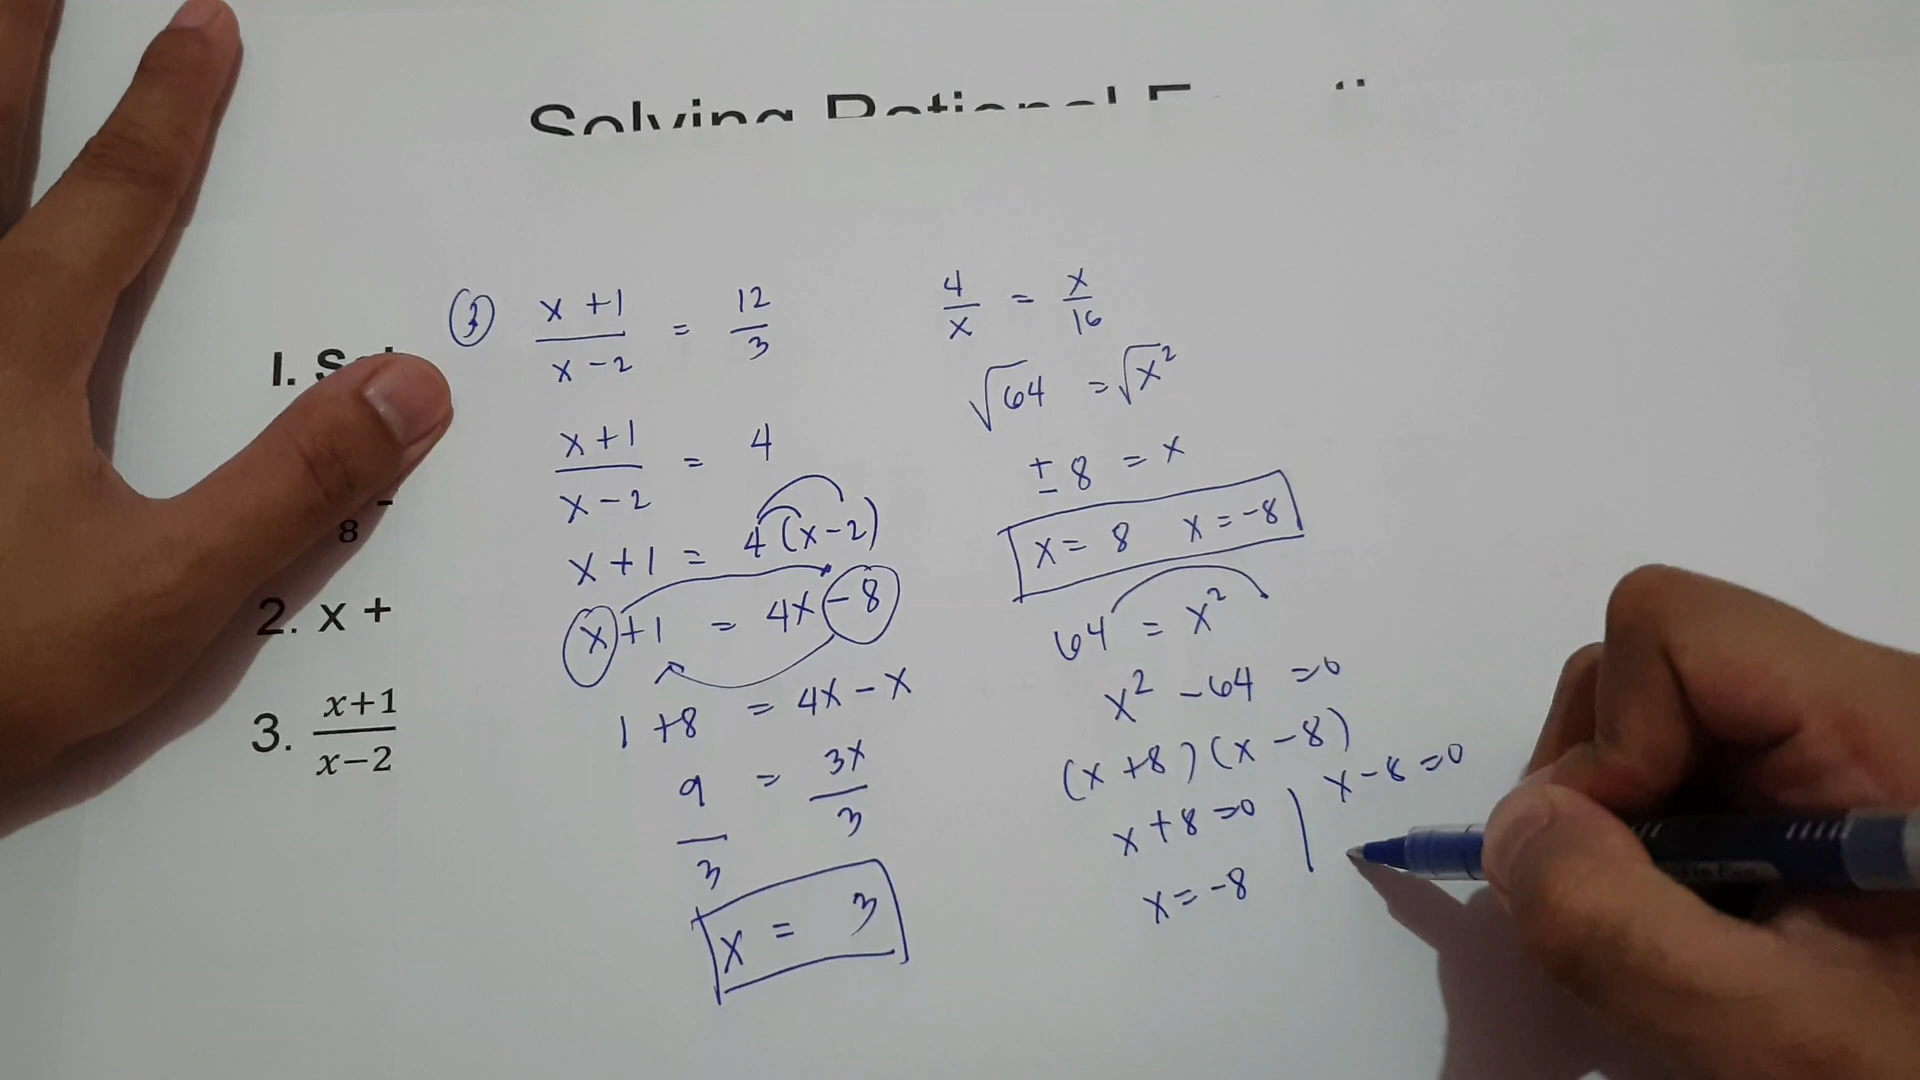 Solving Rational E
I. S
8 -
2. x +
3. x+1/x−2
③ x+1/x-2 = 12/3
x+1/x-2 = 4
x+1 = 4(x-2)
x+1 = 4x-8
1+8 = 4x-x
9/3 = 3x/3
x = 3
4/x = x/16
√64 = √x²
± 8 = x
x = 8 x = -8
64 = x²
x² - 64 = 0
(x+8)(x-8)
x+8=0 | x-8=0
x = -8